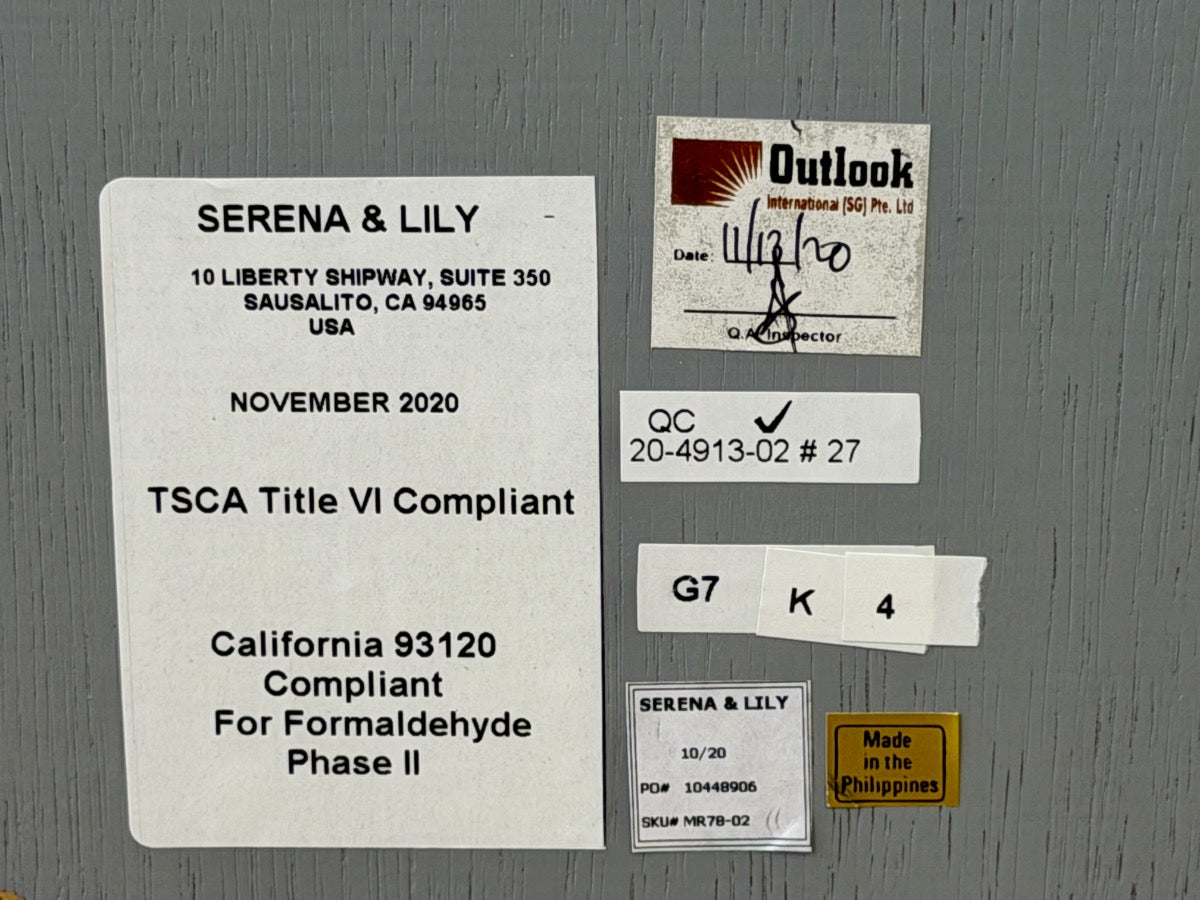 SERENA & LILY
10 LIBERTY SHIPWAY, SUITE 350
SAUSALITO, CA 94965
USA
NOVEMBER 2020
TSCA Title VI Compliant
California 93120
Compliant
For Formaldehyde
Phase II
Outlook
International (SG) Pte. Ltd
Date: 11/13/20
Q.A. Inspector
QC ✓
20-4913-02 # 27
G7 K 4
SERENA & LILY
10/20
PO# 10448906
SKU# MR78-02
Made
in the
Philippines